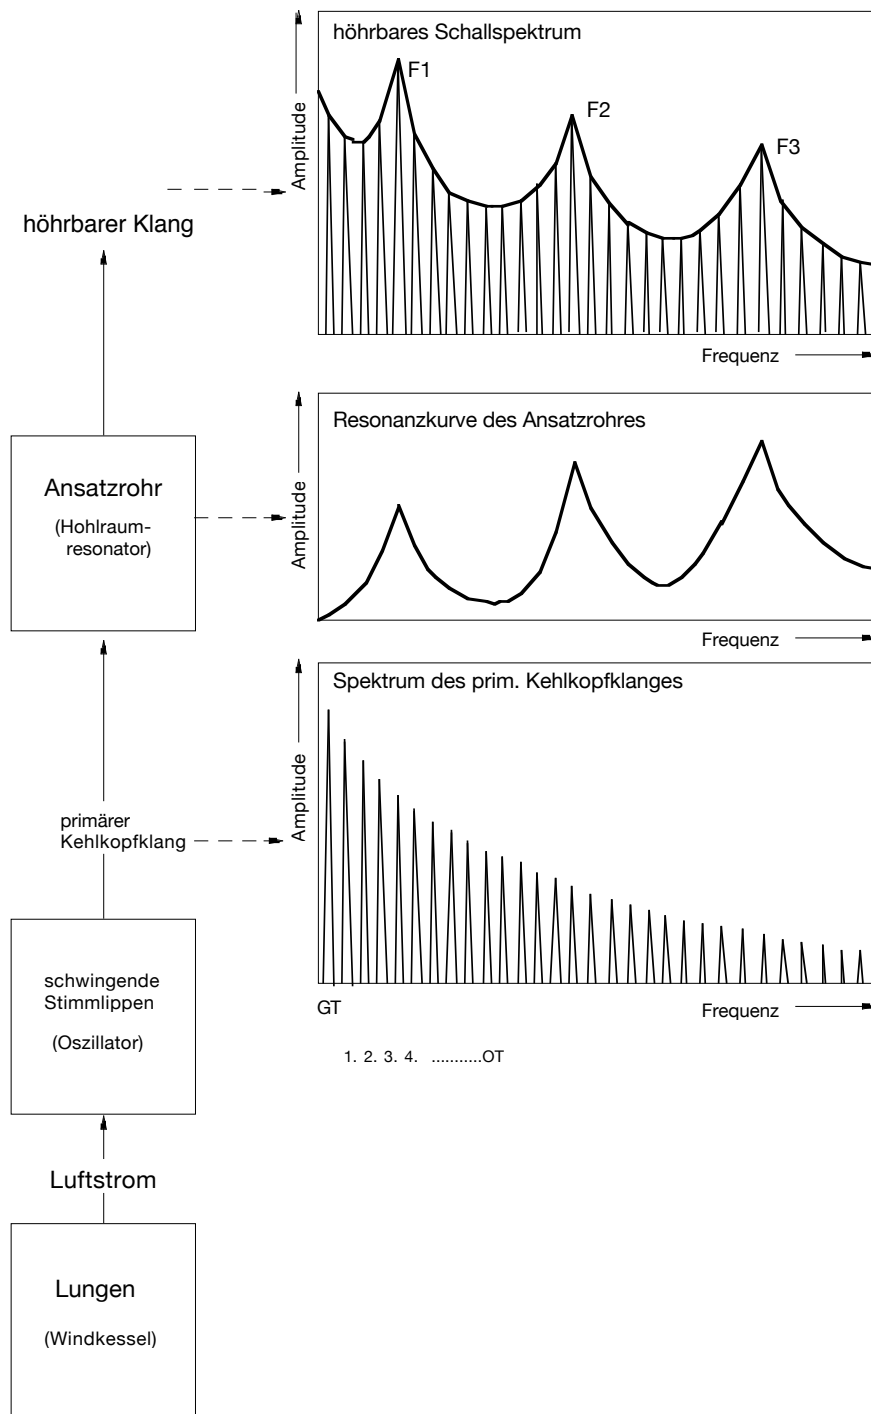 höhrbares Schallspektrum
F1
F2
F3
Amplitude
höhrbarer Klang
Frequenz
Resonanzkurve des Ansatzrohres
Ansatzrohr
(Hohlraum-
resonator)
Amplitude
Frequenz
Spektrum des prim. Kehlkopfklanges
Amplitude
primärer
Kehlkopfklang
schwingende
Stimmlippen
(Oszillator)
GT
Frequenz
1. 2. 3. 4. ...........OT
Luftstrom
Lungen
(Windkessel)